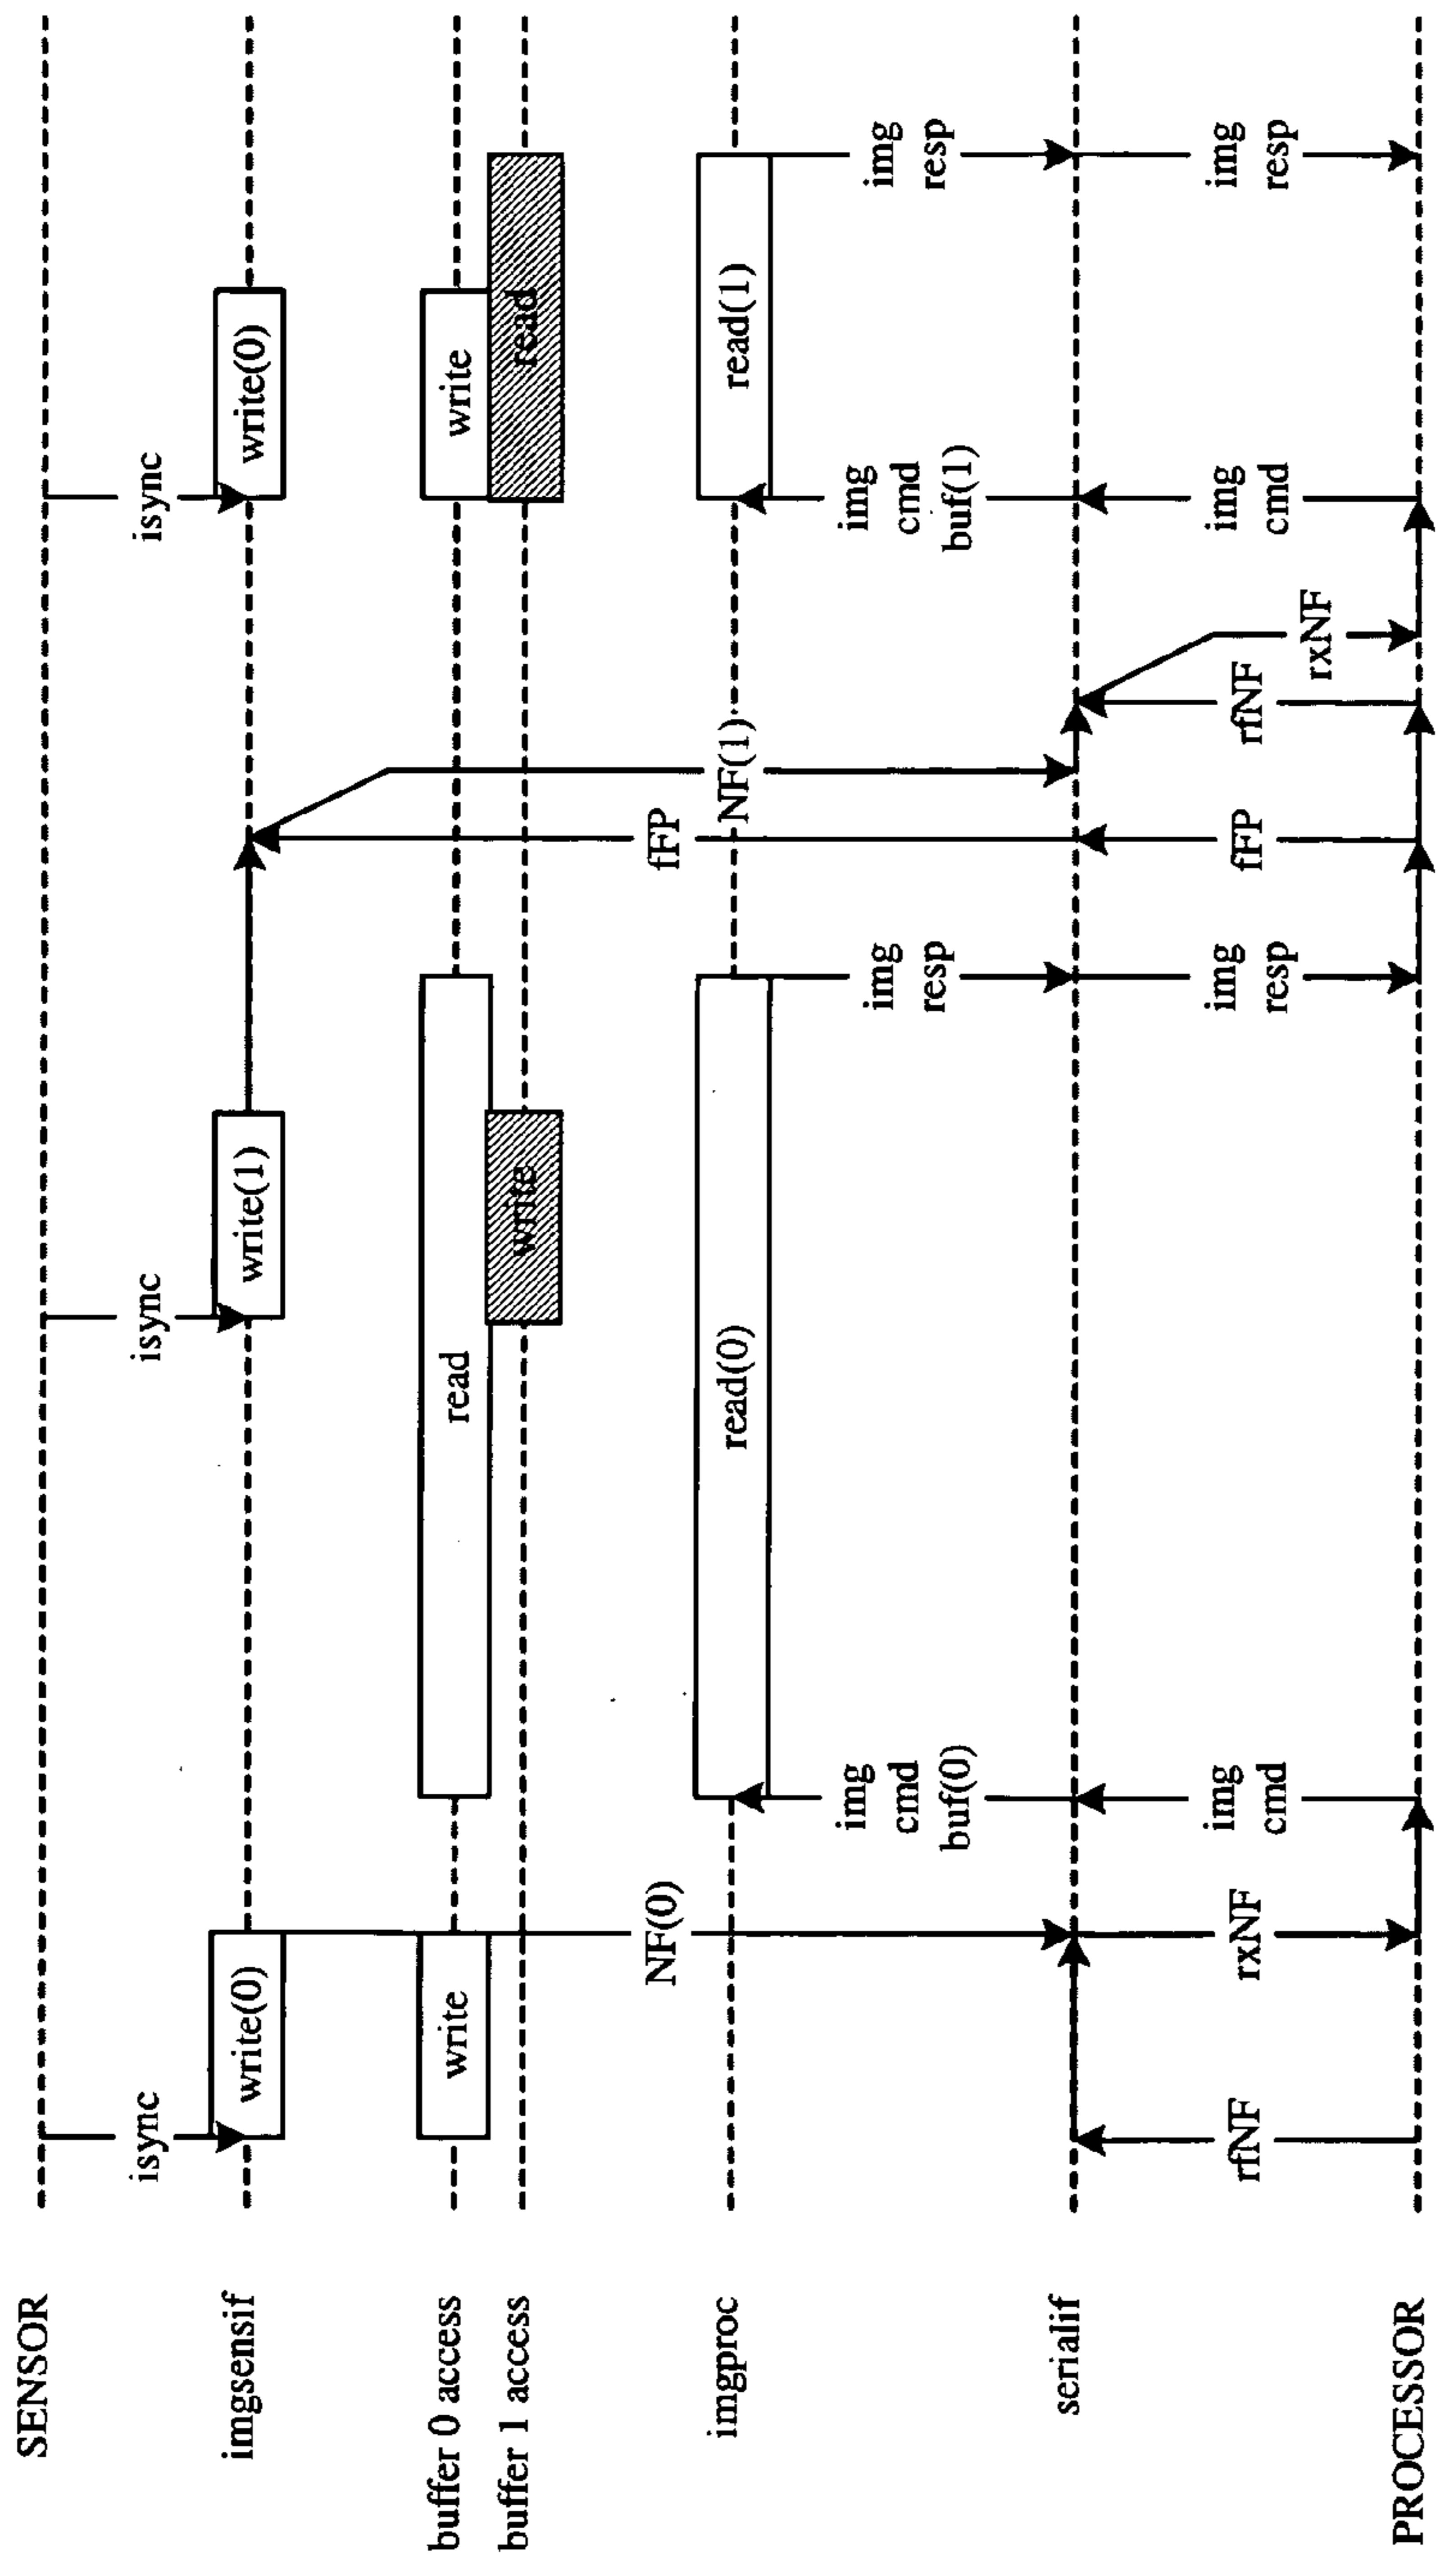 SENSOR
isync
isync
isync
imgsensif
write(0)
write(1)
write(0)
buffer 0 access
write
read
write
buffer 1 access
write
read
NF(0)
fFP
NF(1)
imgproc
read(0)
read(1)
img
cmd
buf(0)
img
resp
img
cmd
buf(1)
img
resp
serialif
rfNF
rxNF
img
cmd
img
resp
fFP
rfNF
rxNF
img
cmd
img
resp
PROCESSOR